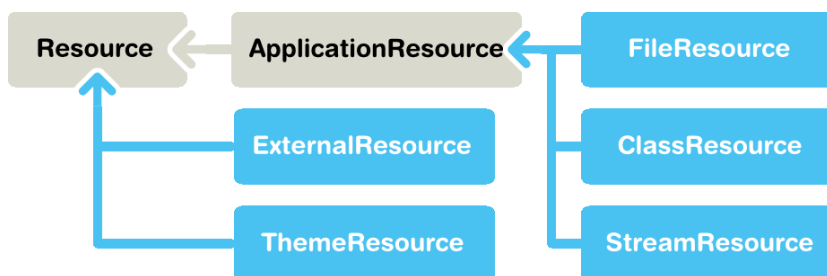 Resource
ApplicationResource
FileResource
ExternalResource
ClassResource
ThemeResource
StreamResource